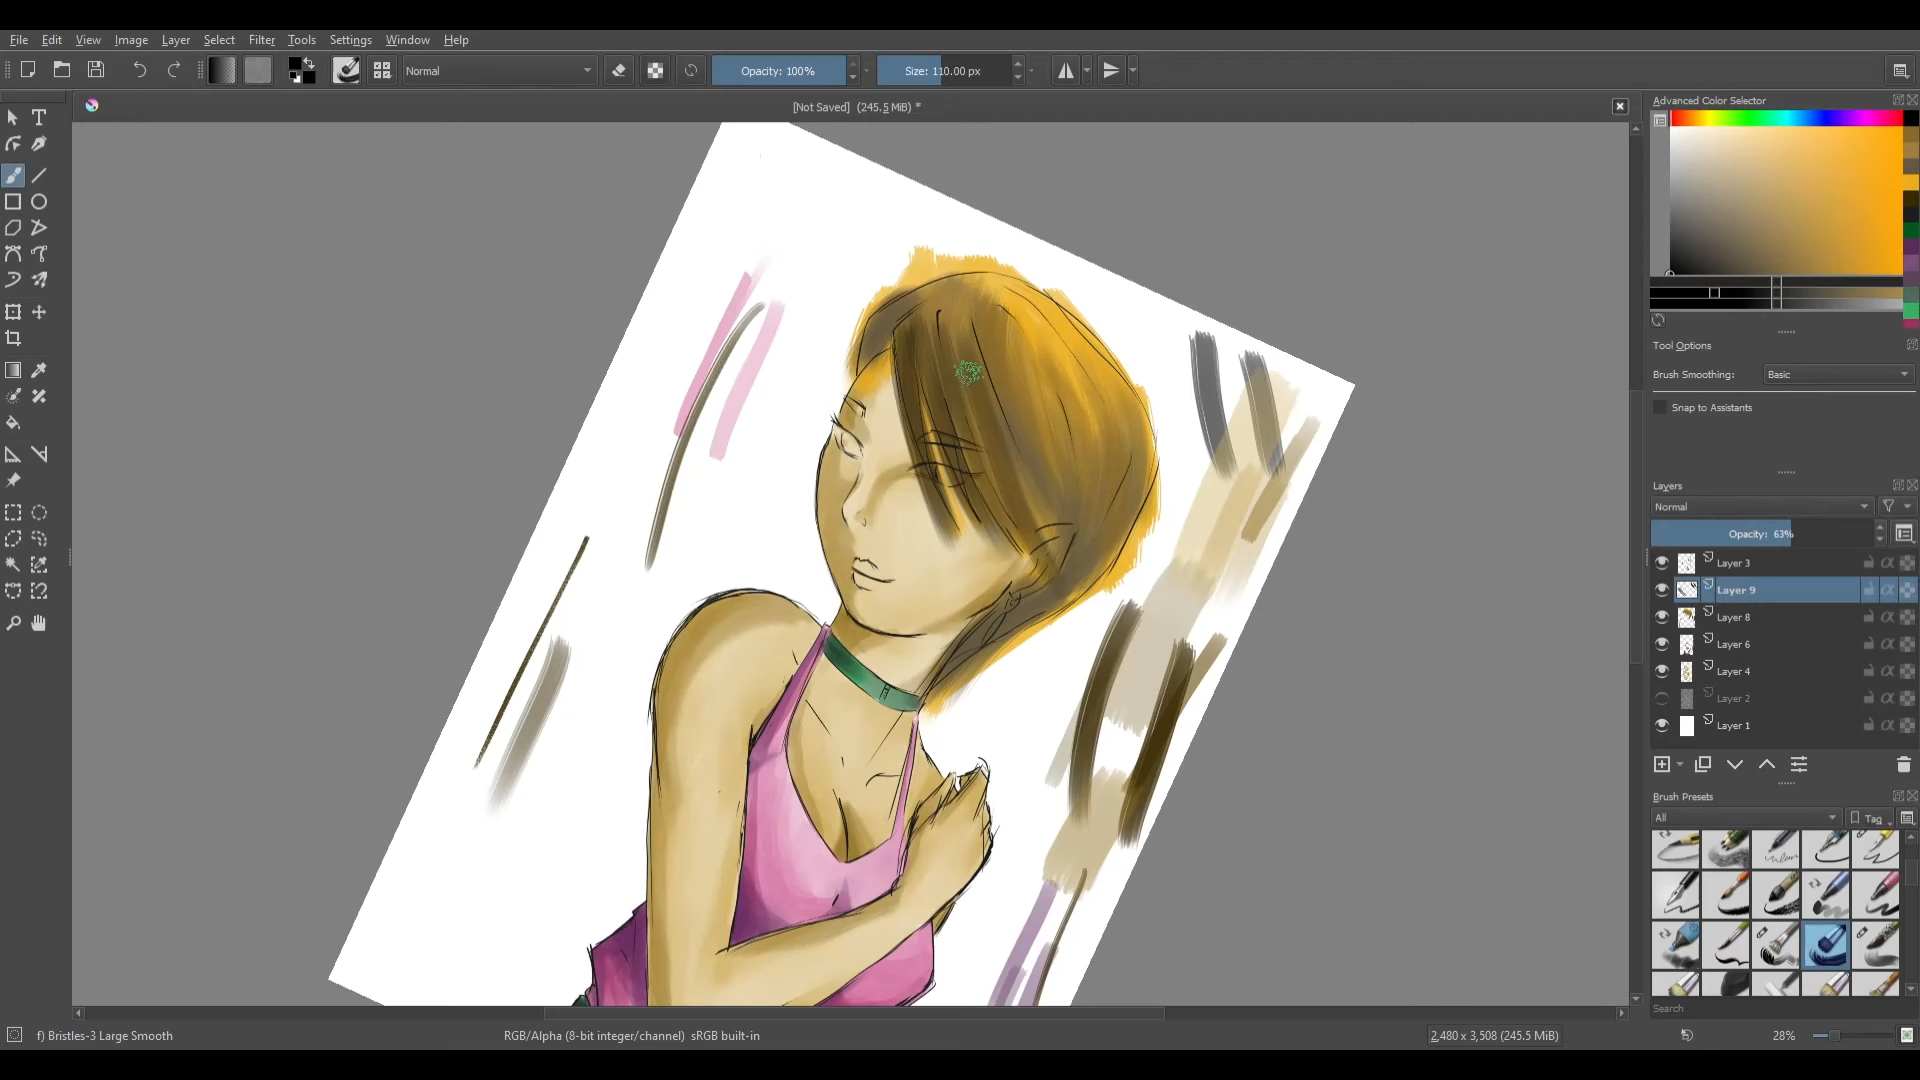 File Edit View Image Layer Select Filter Tools Settings Window Help
Normal Opacity: 100% Size: 110.00 px
[Not Saved] (245.5 MiB) *
Advanced Color Selector
Tool Options
Brush Smoothing: Basic
Snap to Assistants
Layers
Normal
Opacity: 63%
Layer 3
Layer 9
Layer 8
Layer 6
Layer 4
Layer 2
Layer 1
Brush Presets
All Tag
Search
f) Bristles-3 Large Smooth RGB/Alpha (8-bit integer/channel) sRGB built-in 2,480 x 3,508 (245.5 MiB) 28%